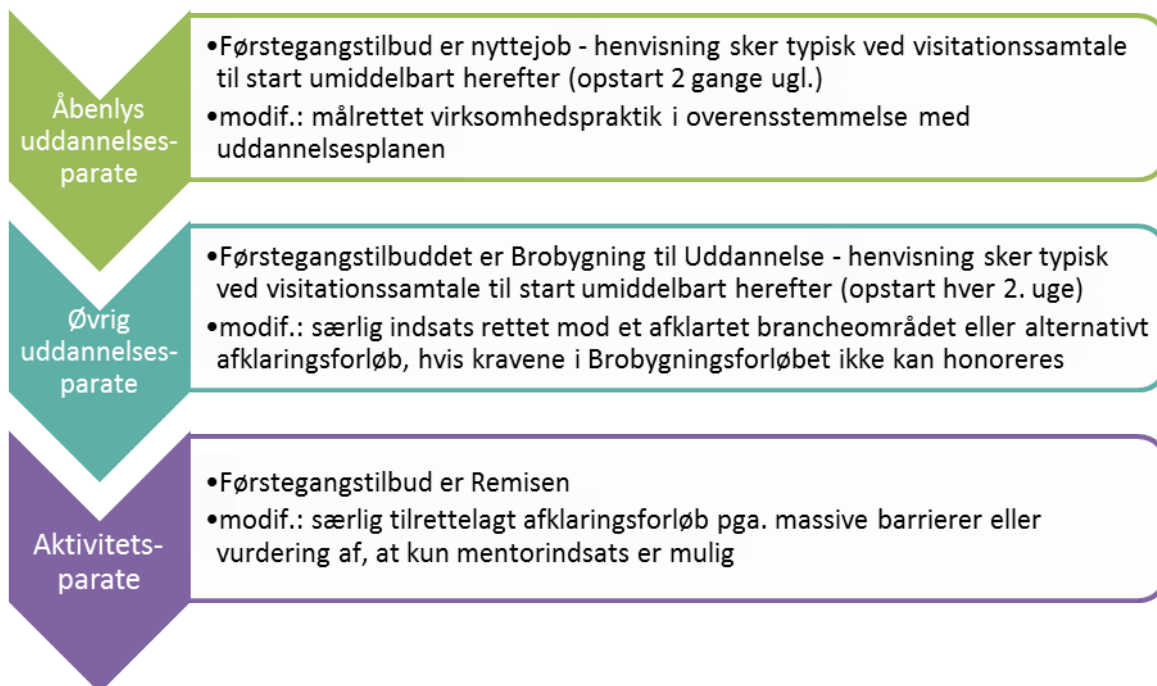 Åbenlys
uddannelses-
parate
•Førstegangstilbud er nyttejob - henvisning sker typisk ved visitationssamtale
til start umiddelbart herefter (opstart 2 gange ugl.)
•modif.: målrettet virksomhedspraktik i overensstemmelse med
uddannelsesplanen
Øvrig
uddannelses-
parate
•Førstegangstilbuddet er Brobygning til Uddannelse - henvisning sker typisk
ved visitationssamtale til start umiddelbart herefter (opstart hver 2. uge)
•modif.: særlig indsats rettet mod et afklartet brancheområdet eller alternativt
afklaringsforløb, hvis kravene i Brobygningsforløbet ikke kan honoreres
Aktivitets-
parate
•Førstegangstilbud er Remisen
•modif.: særlig tilrettelagt afklaringsforløb pga. massive barrierer eller
vurdering af, at kun mentorindsats er mulig